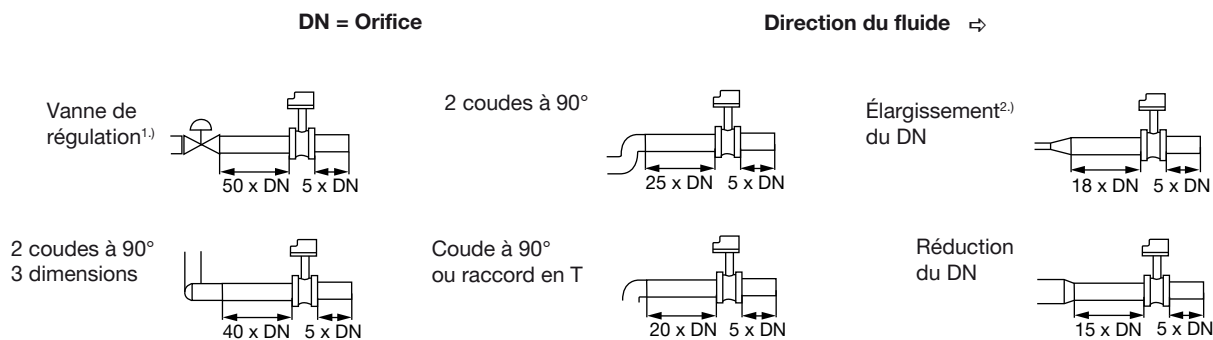 DN = Orifice
Direction du fluide ⇨
Vanne de
régulation1.)
50 x DN 5 x DN
2 coudes à 90°
25 x DN 5 x DN
Élargissement2.)
du DN
18 x DN 5 x DN
2 coudes à 90°
3 dimensions
40 x DN 5 x DN
Coude à 90°
ou raccord en T
20 x DN 5 x DN
Réduction
du DN
15 x DN 5 x DN